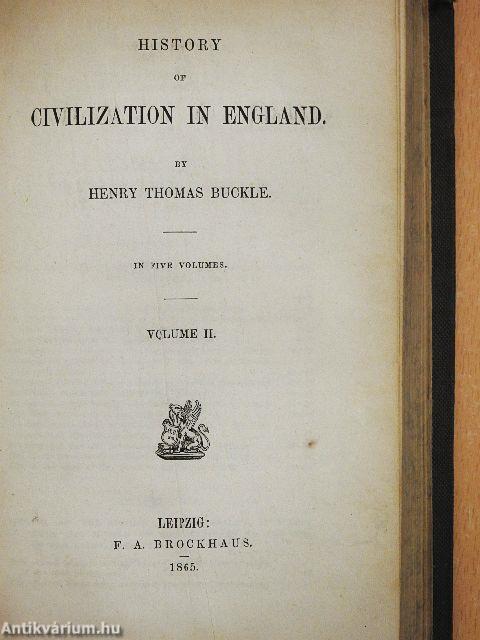 HISTORY
OF
CIVILIZATION IN ENGLAND.
BY
HENRY THOMAS BUCKLE.
IN FIVE VOLUMES.
VOLUME II.
LEIPZIG:
F. A. BROCKHAUS.
1865.
Antikvárium.hu